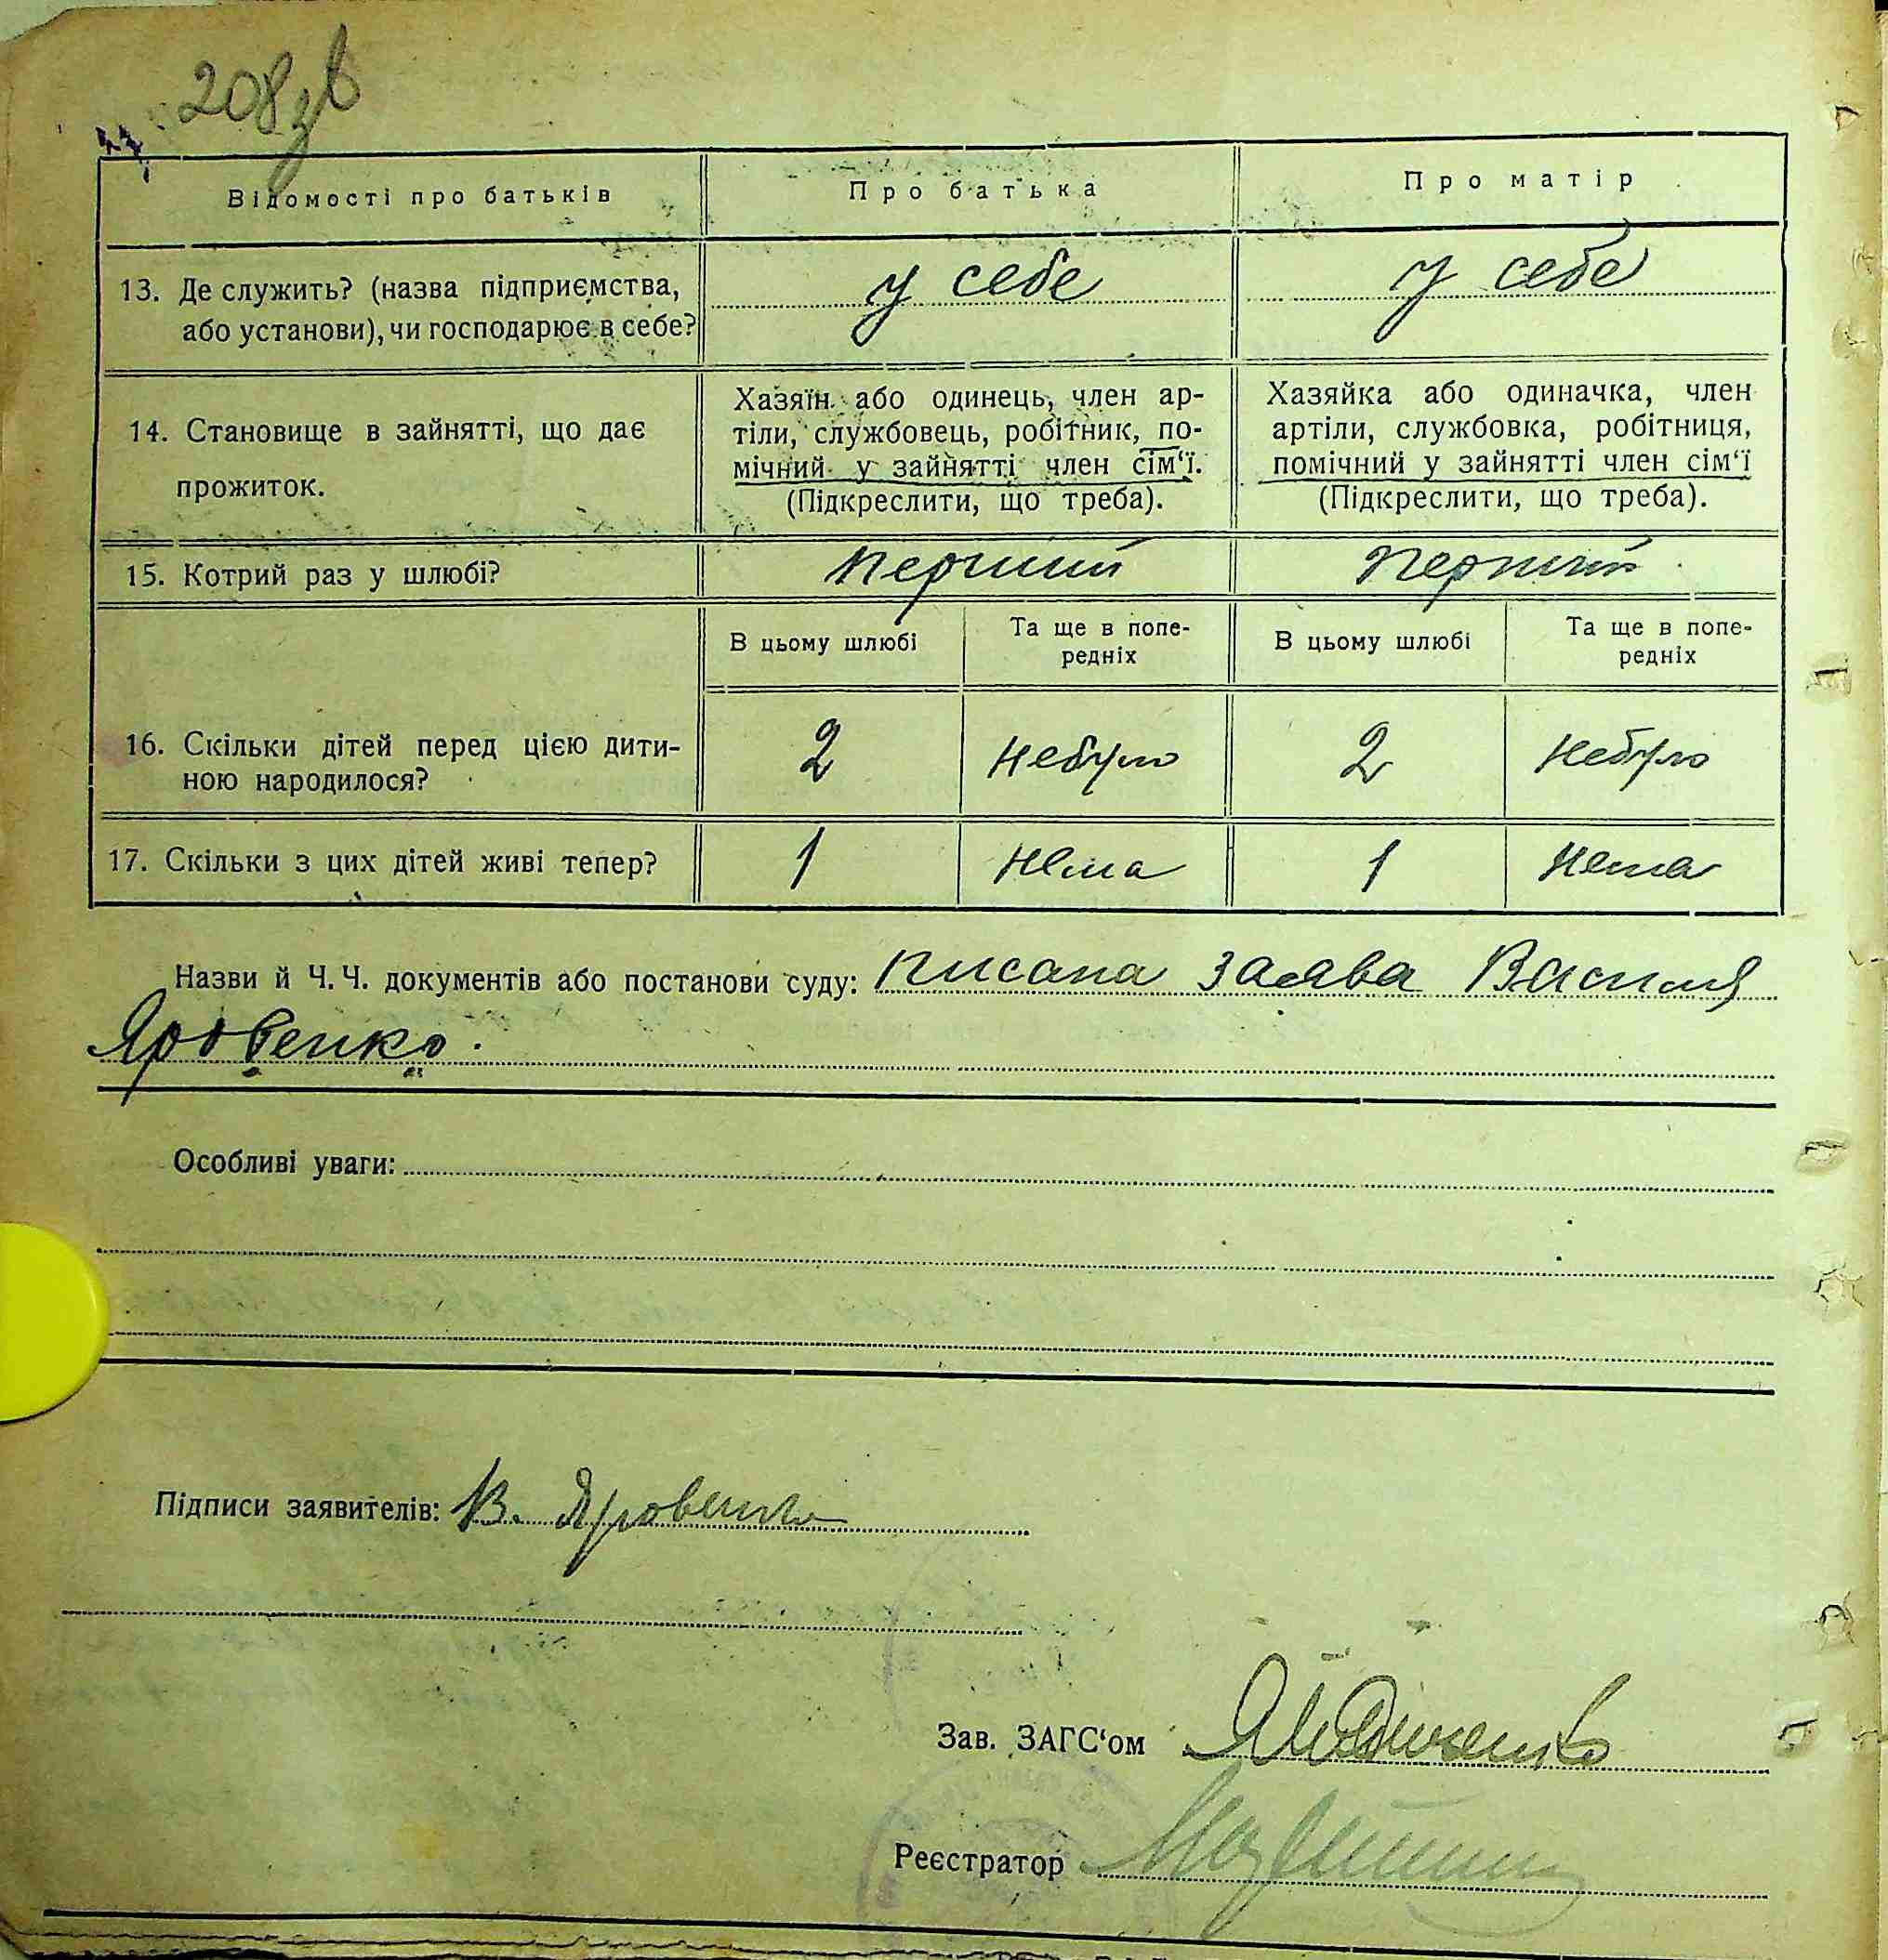 208 зв
Відомості про батьків
Про батька
Про матір
13. Де служить? (назва підприємства,
або установи), чи господарює в себе?
у себе
у себе
14. Становище в зайнятті, що дає
прожиток.
Хазяїн або одинець, член ар-
тіли, службовець, робітник, по-
мічний у зайнятті член сім‘ї.
(Підкреслити, що треба).
Хазяйка або одиначка, член
артіли, службовка, робітниця,
помічний у зайнятті член сім‘ї
(Підкреслити, що треба).
15. Котрий раз у шлюбі?
перший
перший
В цьому шлюбі
Та ще в попе-
редніх
В цьому шлюбі
Та ще в попе-
редніх
16. Скільки дітей перед цією дити-
ною народилося?
2
небуло
2
небуло
17. Скільки з цих дітей живі тепер?
1
нема
1
нема
Назви й Ч. Ч. документів або постанови суду: писана заява Василя
Яровенко.
Особливі уваги:
Підписи заявителів: В. Яровенко
Зав. ЗАГС‘ом
Реєстратор